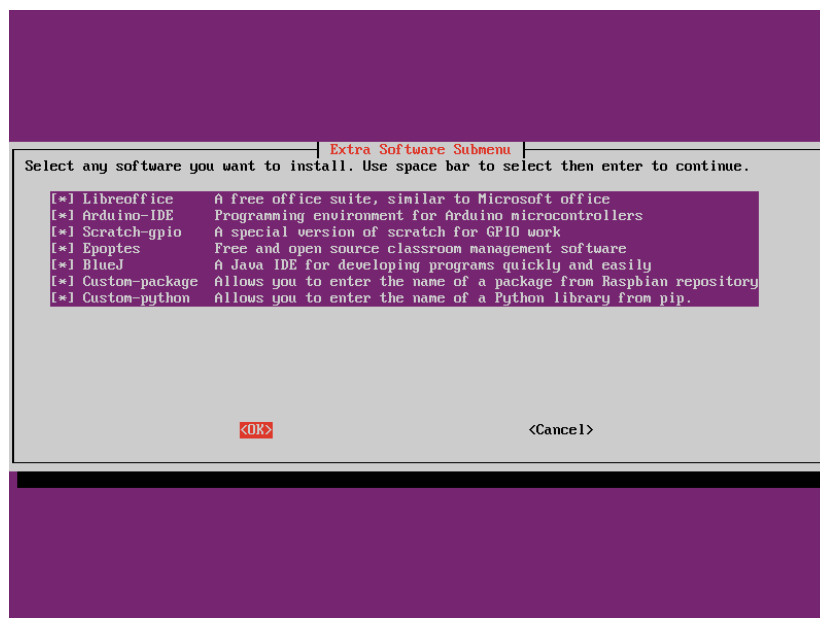 Extra Software Submenu
Select any software you want to install. Use space bar to select then enter to continue.
[*] Libreoffice A free office suite, similar to Microsoft office
[*] Arduino-IDE Programming environment for Arduino microcontrollers
[*] Scratch-gpio A special version of scratch for GPIO work
[*] Epoptes Free and open source classroom management software
[*] BlueJ A Java IDE for developing programs quickly and easily
[*] Custom-package Allows you to enter the name of a package from Raspbian repository
[*] Custom-python Allows you to enter the name of a Python library from pip.
<OK> <Cancel>